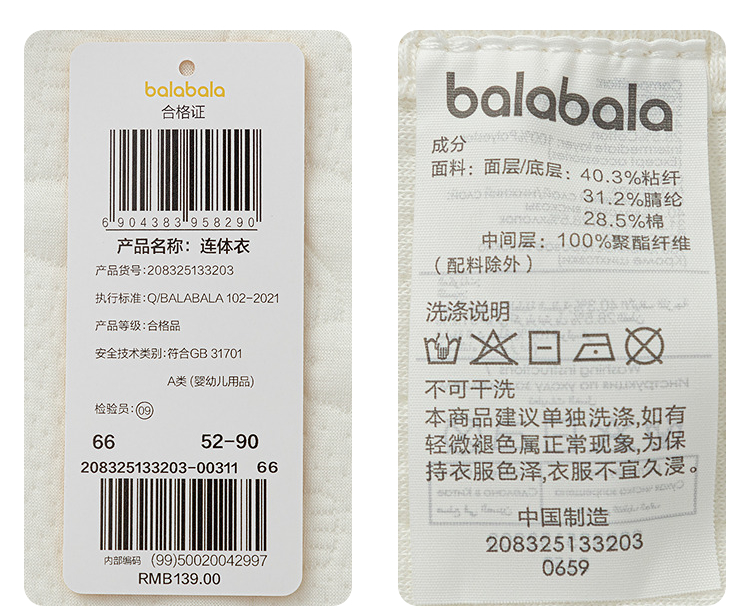 balabala
合格证
6 904383 958290
产品名称：连体衣
产品货号:208325133203
执行标准:Q/BALABALA 102-2021
产品等级:合格品
安全技术类别:符合GB 31701
A类 (婴幼儿用品)
检验员:09
66 52-90
208325133203-00311 66
内部编码 (99)50020042997
RMB139.00
balabala
成分
面料：面层/底层：40.3%粘纤
31.2%腈纶
28.5%棉
中间层：100%聚酯纤维
（配料除外）
洗涤说明
不可干洗
本商品建议单独洗涤,如有
轻微褪色属正常现象,为保
持衣服色泽,衣服不宜久浸。
中国制造
208325133203
0659